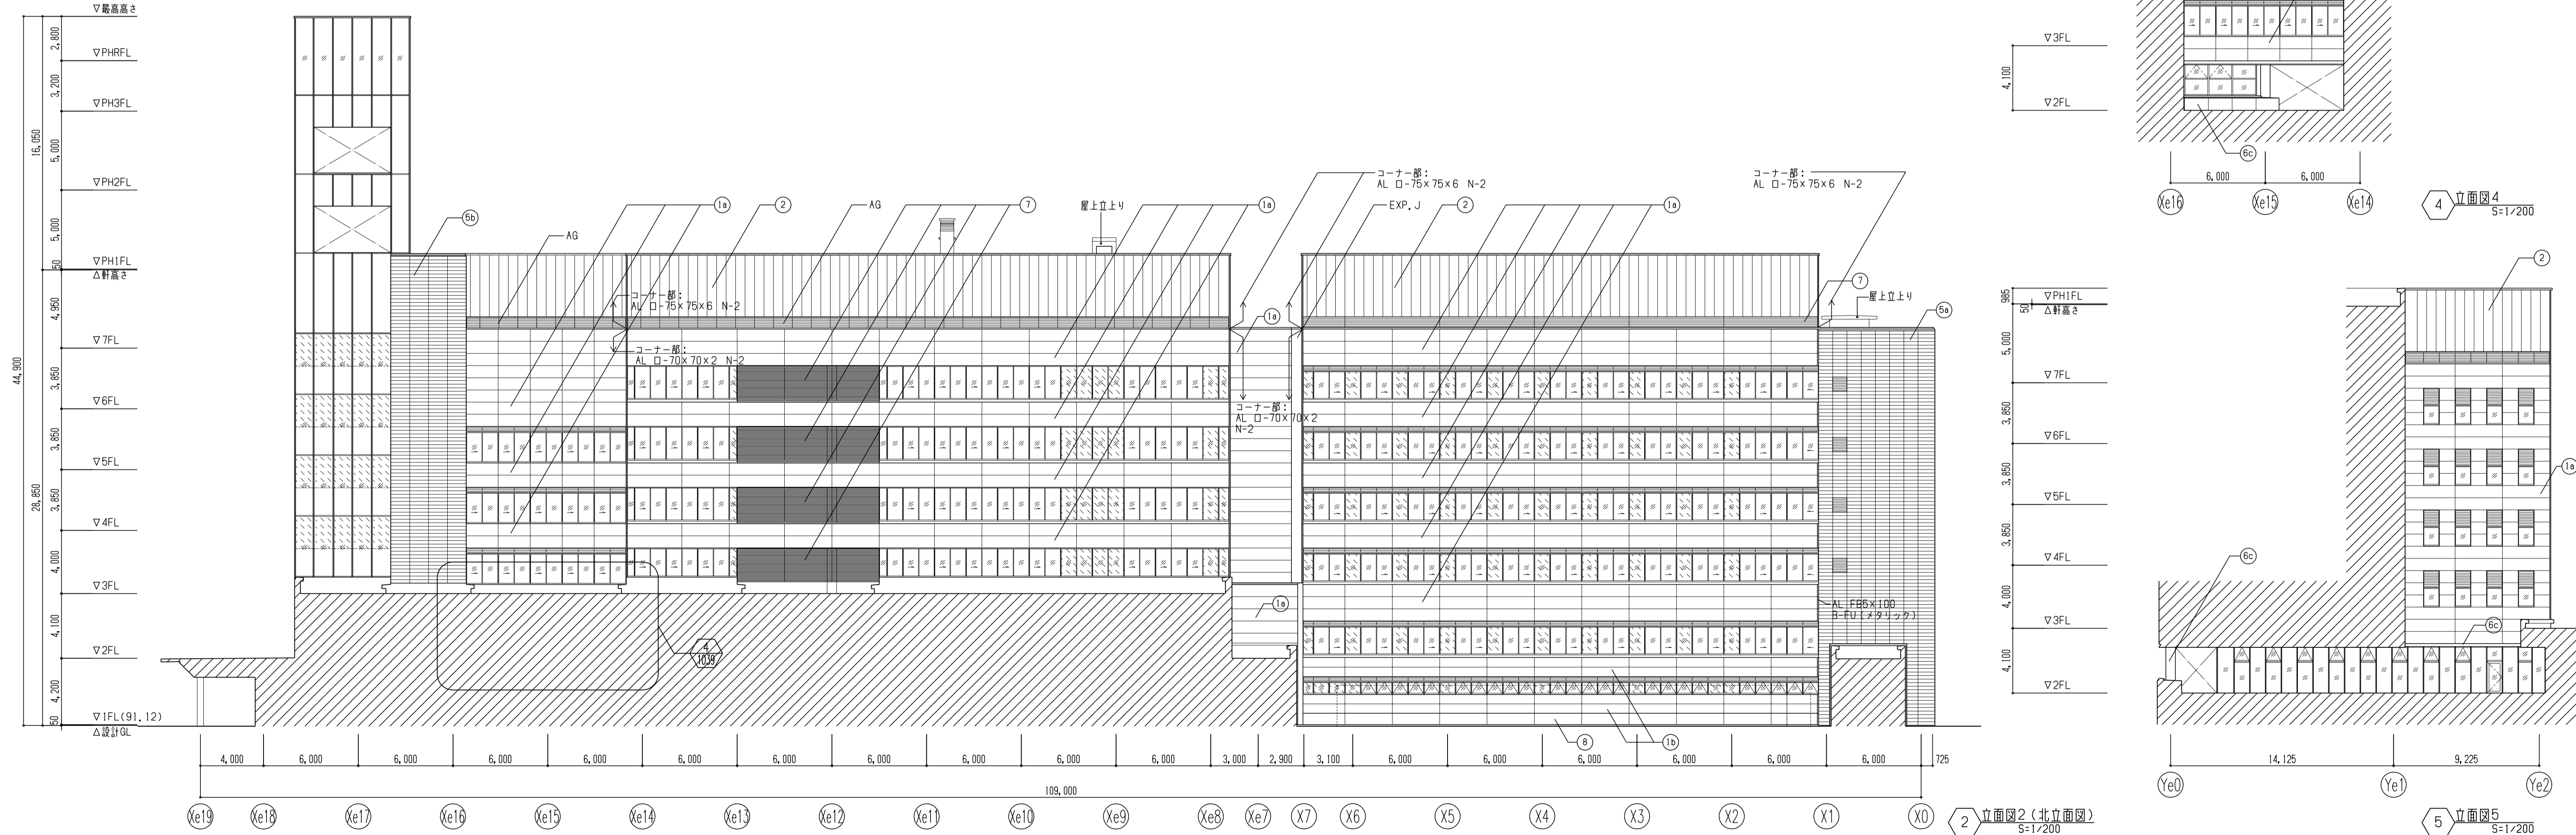 ▽最高高さ
2,800
▽PHRFL
3,200
▽PH3FL
5,000
▽PH2FL
5,000
▽PH1FL
50
△軒高さ
4,950
▽7FL
3,850
▽6FL
3,850
▽5FL
3,850
▽4FL
4,000
▽3FL
4,100
▽2FL
4,200
▽1FL(91.12)
50
△設計GL
16,050
28,850
44,900
5b
AG
1a
2
AG
7
屋上立上り
1a
コーナー部:
AL ロ-75×75×6 N-2
EXP.J
2
1a
コーナー部:
AL ロ-75×75×6 N-2
コーナー部:
AL ロ-75×75×6 N-2
コーナー部:
AL ロ-70×70×2 N-2
1a
コーナー部:
AL ロ-70×70×2
N-2
7
屋上立上り
5a
1a
AL FB5×100
B-FU(メタリック)
4
1039
8
1b
4,000
6,000
6,000
6,000
6,000
6,000
6,000
6,000
6,000
6,000
3,000
2,900
3,100
6,000
6,000
6,000
6,000
6,000
6,000
725
109,000
Xe19
Xe18
Xe17
Xe16
Xe15
Xe14
Xe13
Xe12
Xe11
Xe10
Xe9
Xe8
Xe7
X7
X6
X5
X4
X3
X2
X1
X0
2
立面図2(北立面図)
S=1/200
▽3FL
4,100
▽2FL
6c
6,000
6,000
Xe16
Xe15
Xe14
4
立面図4
S=1/200
985
▽PH1FL
50
△軒高さ
5,000
▽7FL
3,850
▽6FL
3,850
▽5FL
3,850
▽4FL
4,000
▽3FL
4,100
▽2FL
2
1a
6c
6c
14,125
9,225
Ye0
Ye1
Ye2
5
立面図5
S=1/200